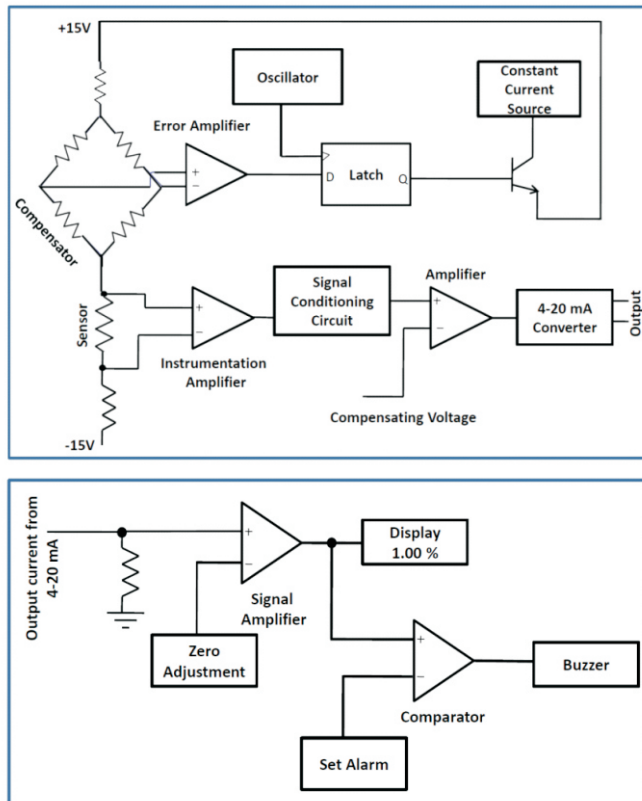 +15V
Oscillator
Constant
Current
Source
Error Amplifier
+
−
D
Latch
Q
Compensator
Sensor
+
−
Instrumentation
Amplifier
Signal
Conditioning
Circuit
Amplifier
+
−
4-20 mA
Converter
Output
Compensating Voltage
-15V
Output current from
4-20 mA
+
−
Signal
Amplifier
Display
1.00 %
Zero
Adjustment
+
−
Comparator
Buzzer
Set Alarm